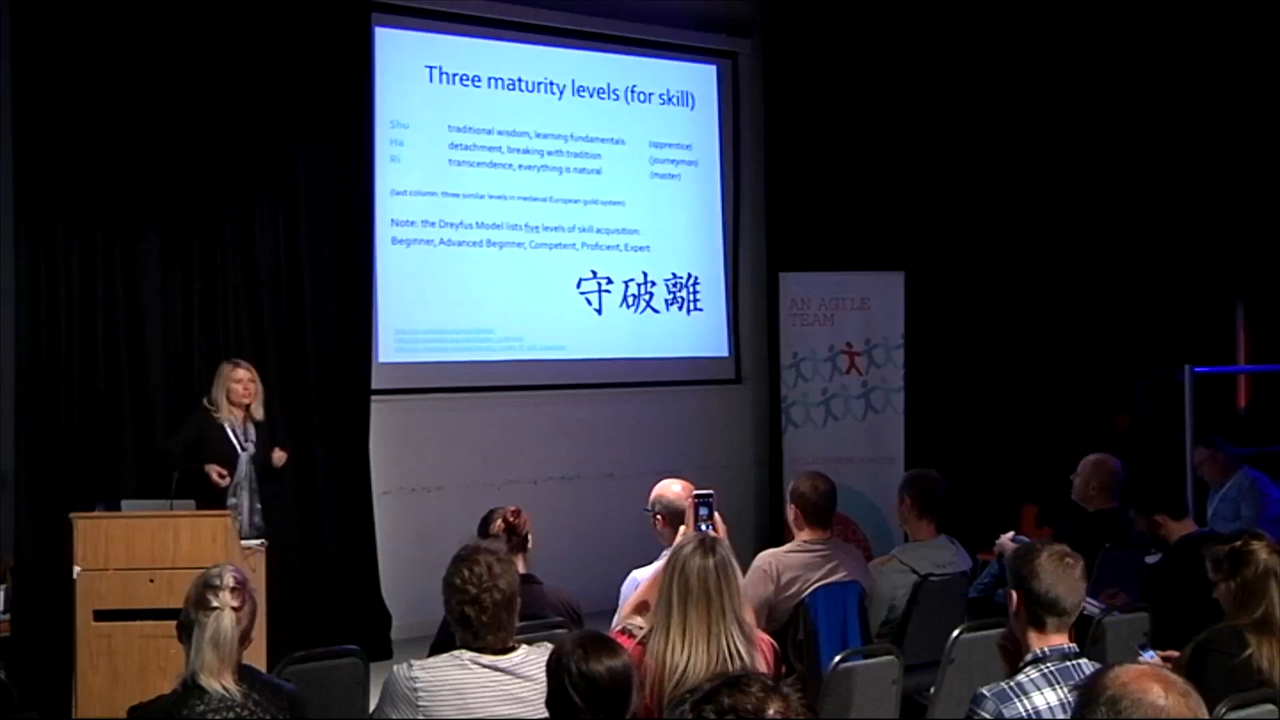 Three maturity levels (for skill)
Shu traditional wisdom, learning fundamentals (apprentice)
Ha detachment, breaking with tradition (journeyman)
Ri transcendence, everything is natural (master)
(last column: three similar levels in medieval European guild system)
Note: the Dreyfus Model lists five levels of skill acquisition:
Beginner, Advanced Beginner, Competent, Proficient, Expert
守破離
AN AGILE
TEAM